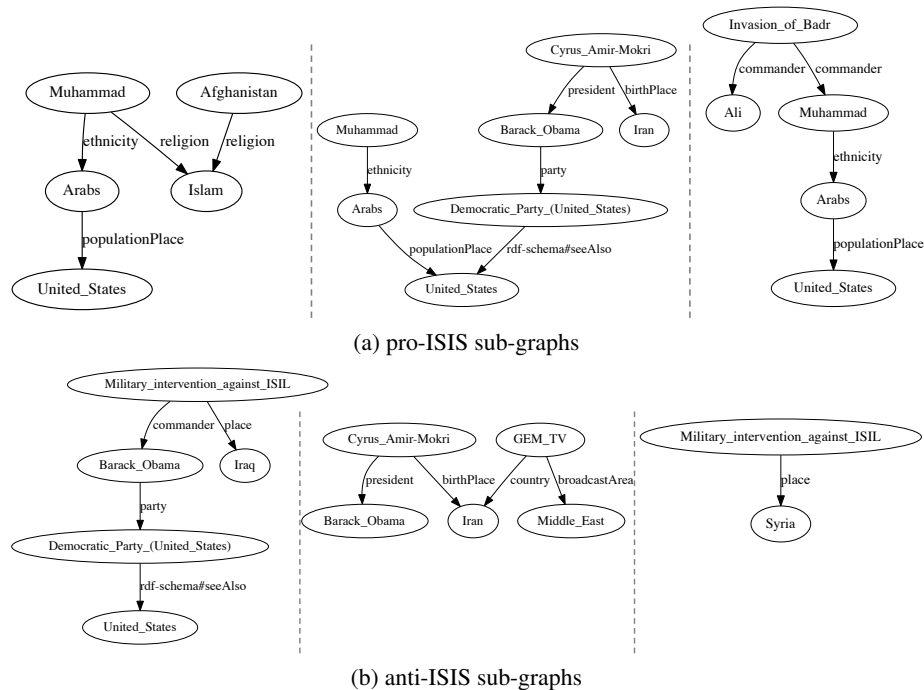 Muhammad
Afghanistan
ethnicity
religion
religion
Arabs
Islam
populationPlace
United_States
Cyrus_Amir-Mokri
president
birthPlace
Muhammad
Barack_Obama
Iran
ethnicity
party
Arabs
Democratic_Party_(United_States)
populationPlace
rdf-schema#seeAlso
United_States
Invasion_of_Badr
commander
commander
Ali
Muhammad
ethnicity
Arabs
populationPlace
United_States
(a) pro-ISIS sub-graphs
Military_intervention_against_ISIL
commander
place
Barack_Obama
Iraq
party
Democratic_Party_(United_States)
rdf-schema#seeAlso
United_States
Cyrus_Amir-Mokri
GEM_TV
president
birthPlace
country
broadcastArea
Barack_Obama
Iran
Middle_East
Military_intervention_against_ISIL
place
Syria
(b) anti-ISIS sub-graphs